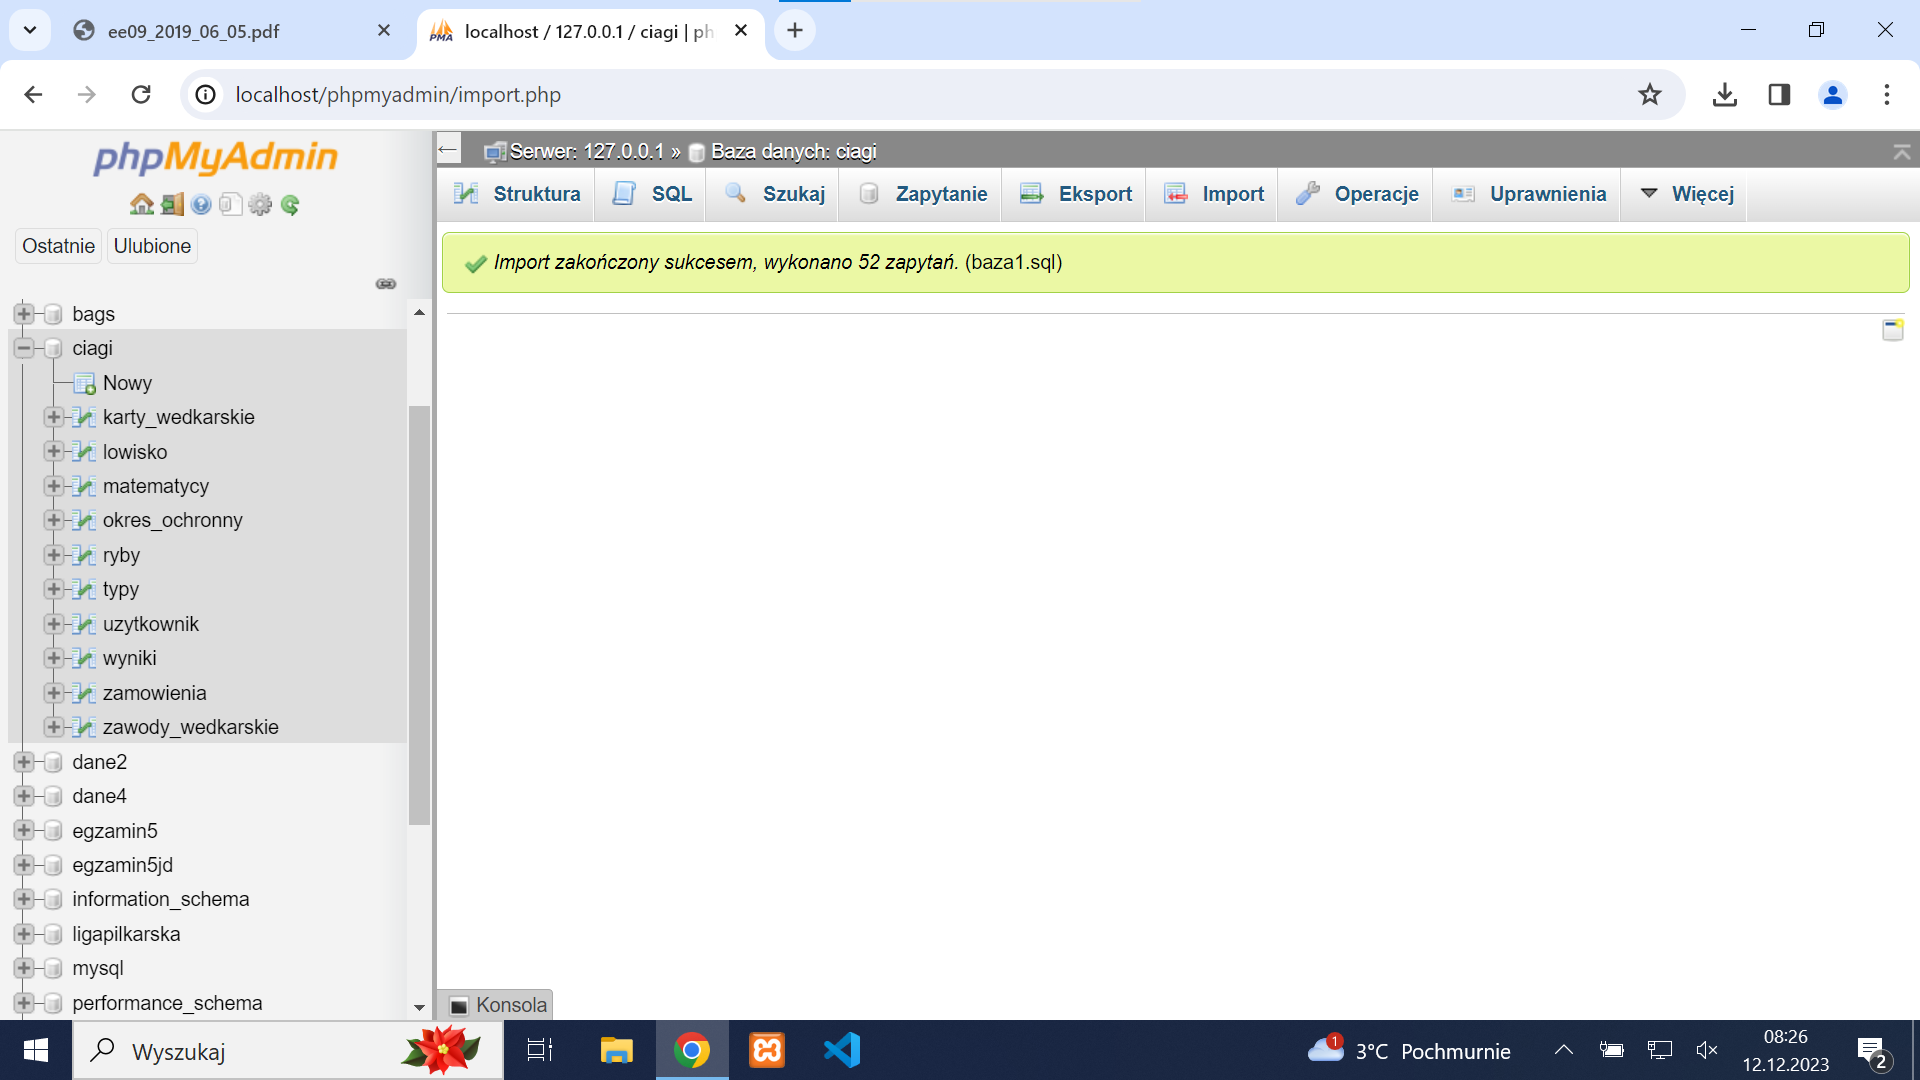 ee09_2019_06_05.pdf
localhost / 127.0.0.1 / ciagi | ph
localhost/phpmyadmin/import.php
phpMyAdmin
Ostatnie
Ulubione
bags
ciagi
Nowy
karty_wedkarskie
lowisko
matematycy
okres_ochronny
ryby
typy
uzytkownik
wyniki
zamowienia
zawody_wedkarskie
dane2
dane4
egzamin5
egzamin5jd
information_schema
ligapilkarska
mysql
performance_schema
Serwer: 127.0.0.1 » Baza danych: ciagi
Struktura
SQL
Szukaj
Zapytanie
Eksport
Import
Operacje
Uprawnienia
Więcej
Import zakończony sukcesem, wykonano 52 zapytań. (baza1.sql)
Konsola
Wyszukaj
1
3°C Pochmurnie
08:26
12.12.2023
2